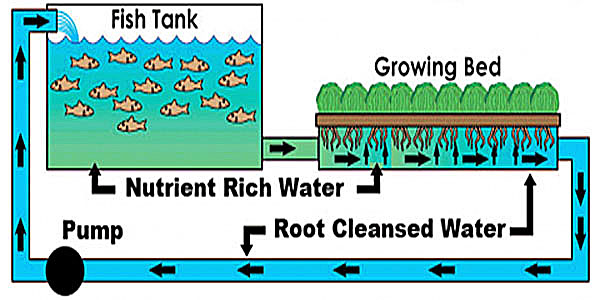 Fish Tank
Growing Bed
Nutrient Rich Water
Pump
Root Cleansed Water